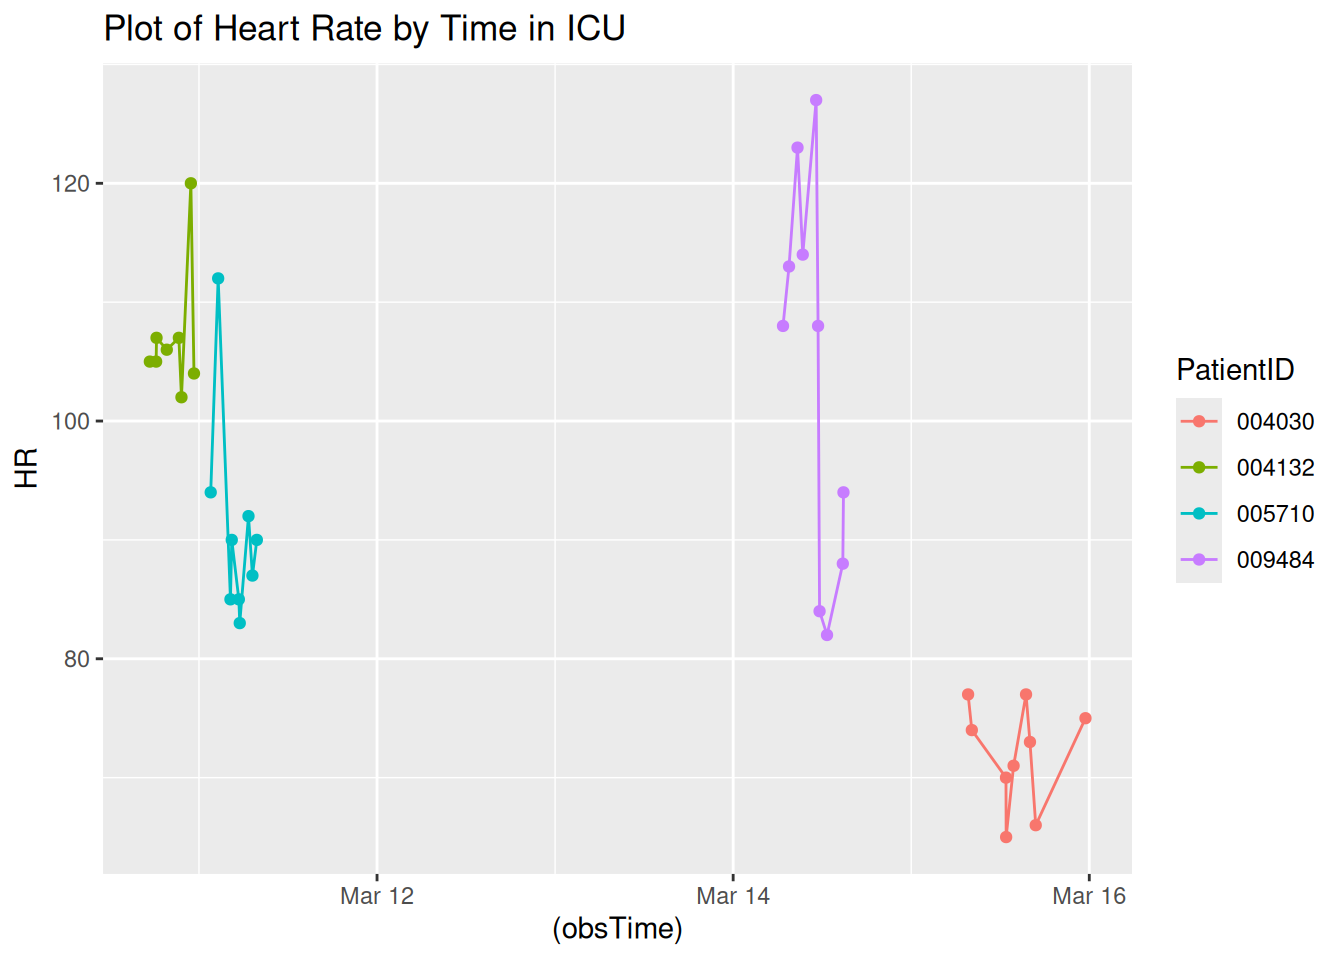 Plot of Heart Rate by Time in ICU
120
100
80
HR
Mar 12
Mar 14
Mar 16
(obsTime)
PatientID
004030
004132
005710
009484